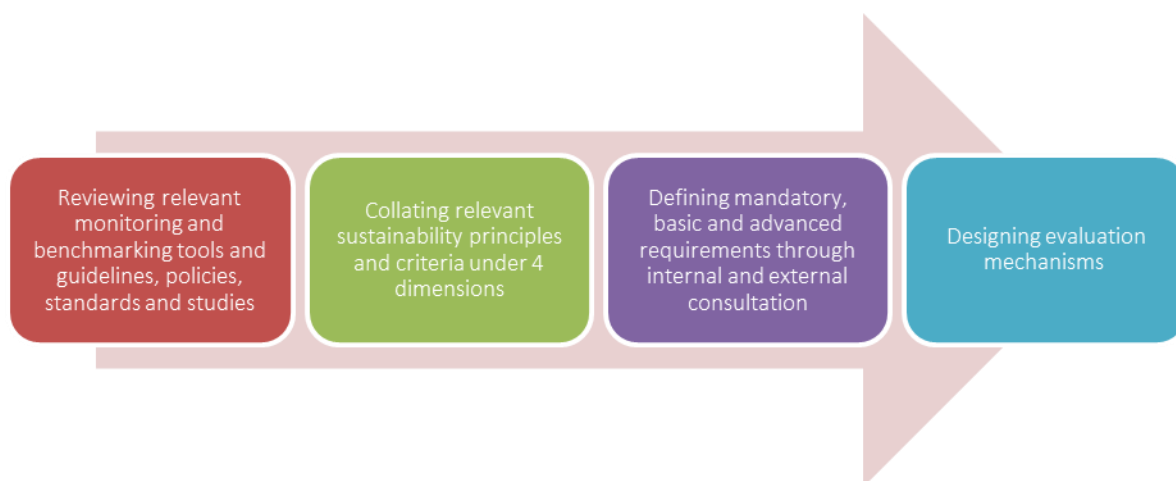 Reviewing relevant
monitoring and
benchmarking tools and
guidelines, policies,
standards and studies
Collating relevant
sustainability principles
and criteria under 4
dimensions
Defining mandatory,
basic and advanced
requirements through
internal and external
consultation
Designing evaluation
mechanisms